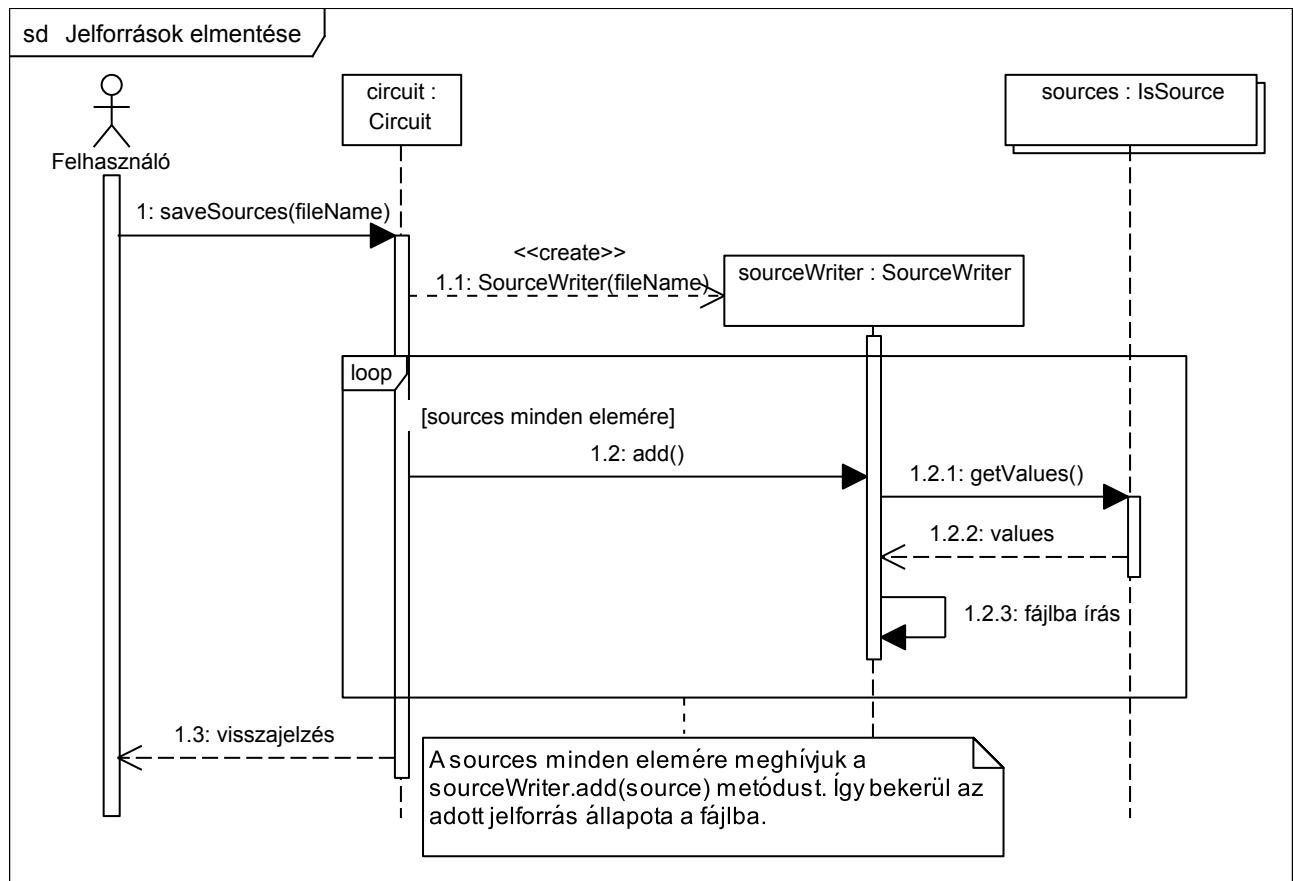 sd Jelforrások elmentése
circuit :
Circuit
sources : IsSource
Felhasználó
1: saveSources(fileName)
<<create>>
1.1: SourceWriter(fileName)
sourceWriter : SourceWriter
loop
[sources minden elemére]
1.2: add()
1.2.1: getValues()
1.2.2: values
1.2.3: fájlba írás
1.3: visszajelzés
A sources minden elemére meghívjuk a
sourceWriter.add(source) metódust. Így bekerül az
adott jelforrás állapota a fájlba.